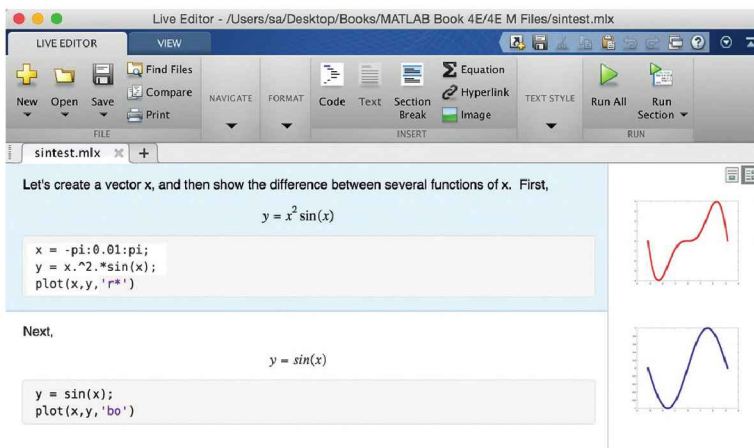 Live Editor - /Users/sa/Desktop/Books/MATLAB Book 4E/4E M Files/sintest.mlx
LIVE EDITOR VIEW
New Open Save
Find Files
Compare
Print
FILE
NAVIGATE
FORMAT
Code Text Section Break
Equation
Hyperlink
Image
INSERT
TEXT STYLE
Run All Run Section
RUN
sintest.mlx
Let's create a vector x, and then show the difference between several functions of x. First,
y = x² sin(x)
x = -pi:0.01:pi;
y = x.^2.*sin(x);
plot(x,y,'r*')
Next,
y = sin(x)
y = sin(x);
plot(x,y,'bo')